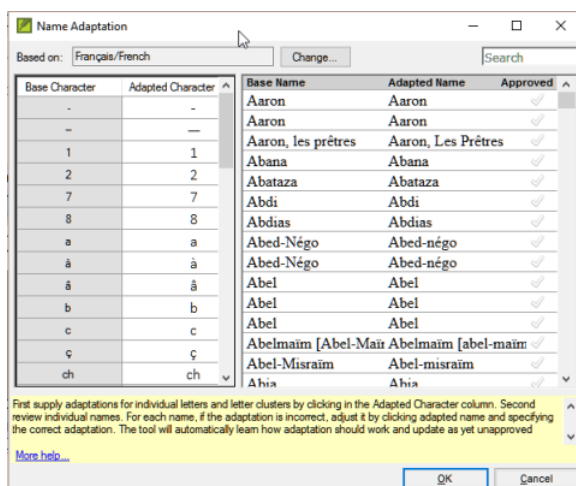 Name Adaptation
Based on: Français/French Change... Search
Base Character Adapted Character
- -
– —
1 1
2 2
7 7
8 8
a a
à à
â â
b b
c c
ç ç
ch ch
Base Name Adapted Name Approved
Aaron Aaron
Aaron Aaron
Aaron, les prêtres Aaron, Les Prêtres
Abana Abana
Abataza Abataza
Abdi Abdi
Abdias Abdias
Abed-Négo Abed-négo
Abed-Négo Abed-négo
Abel Abel
Abel Abel
Abel Abel
Abelmaïm [Abel-Maïm Abelmaïm [abel-maïm
Abel-Misraïm Abel-misraïm
Abia Abia
First supply adaptations for individual letters and letter clusters by clicking in the Adapted Character column. Second
review individual names. For each name, if the adaptation is incorrect, adjust it by clicking adapted name and specifying
the correct adaptation. The tool will automatically learn how adaptation should work and update as yet unapproved
More help...
OK Cancel